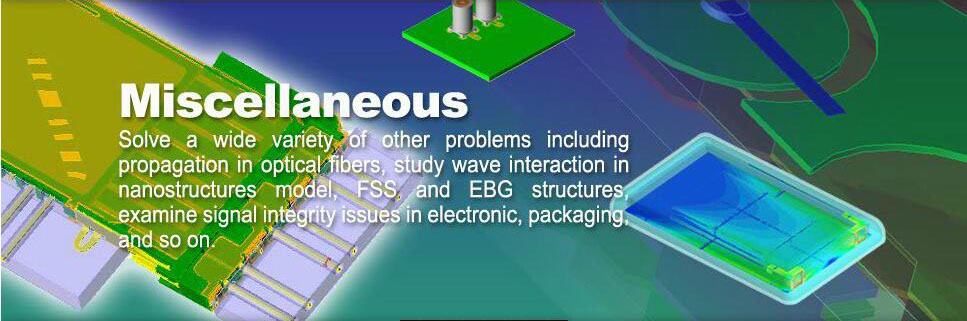 Miscellaneous
Solve a wide variety of other problems including
propagation in optical fibers, study wave interaction in
nanostructures model, FSS, and EBG structures,
examine signal integrity issues in electronic, packaging,
and so on.